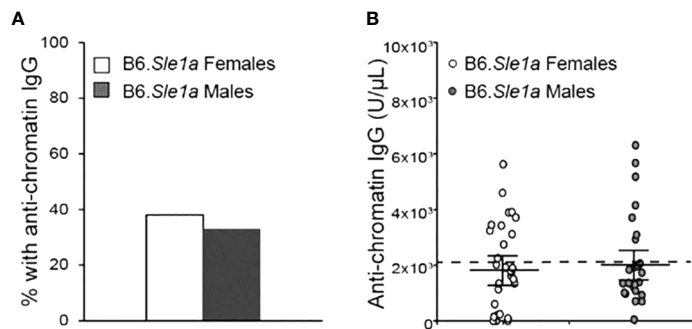 A
B
% with anti-chromatin IgG
100
80
60
40
20
0
B6.Sle1a Females
B6.Sle1a Males
Anti-chromatin IgG (U/µL)
10x10³
8x10³
6x10³
4x10³
2x10³
0
B6.Sle1a Females
B6.Sle1a Males